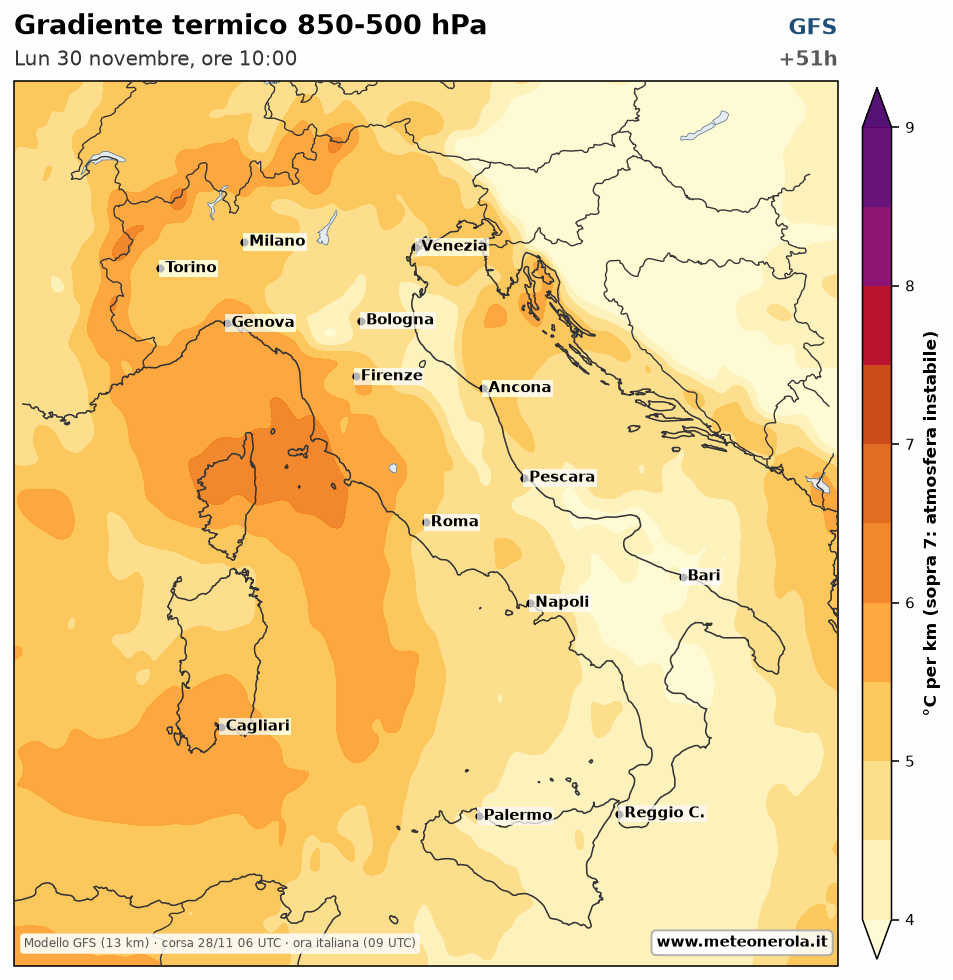 Gradiente termico 850-500 hPa
GFS
Lun 30 novembre, ore 10:00
+51h
Milano
Venezia
Torino
Genova
Bologna
Firenze
Ancona
Pescara
Roma
Bari
Napoli
Cagliari
Palermo
Reggio C.
9
8
7
6
5
4
°C per km (sopra 7: atmosfera instabile)
Modello GFS (13 km) · corsa 28/11 06 UTC · ora italiana (09 UTC)
www.meteonerola.it